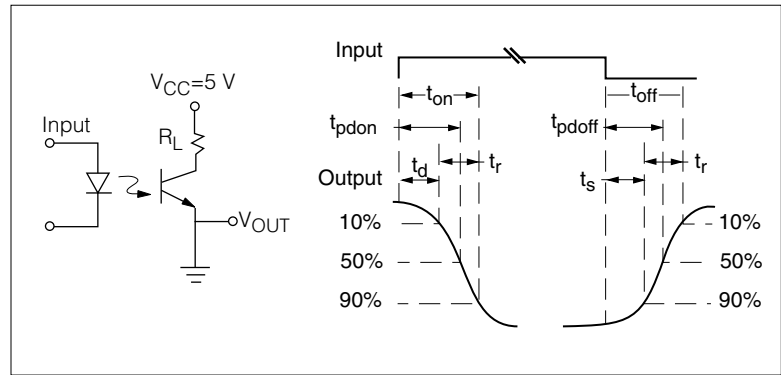 Input
VCC=5 V
ton
toff
Input
tpdon
tpdoff
RL
td
tr
ts
tr
Output
VOUT
10%
10%
50%
50%
90%
90%